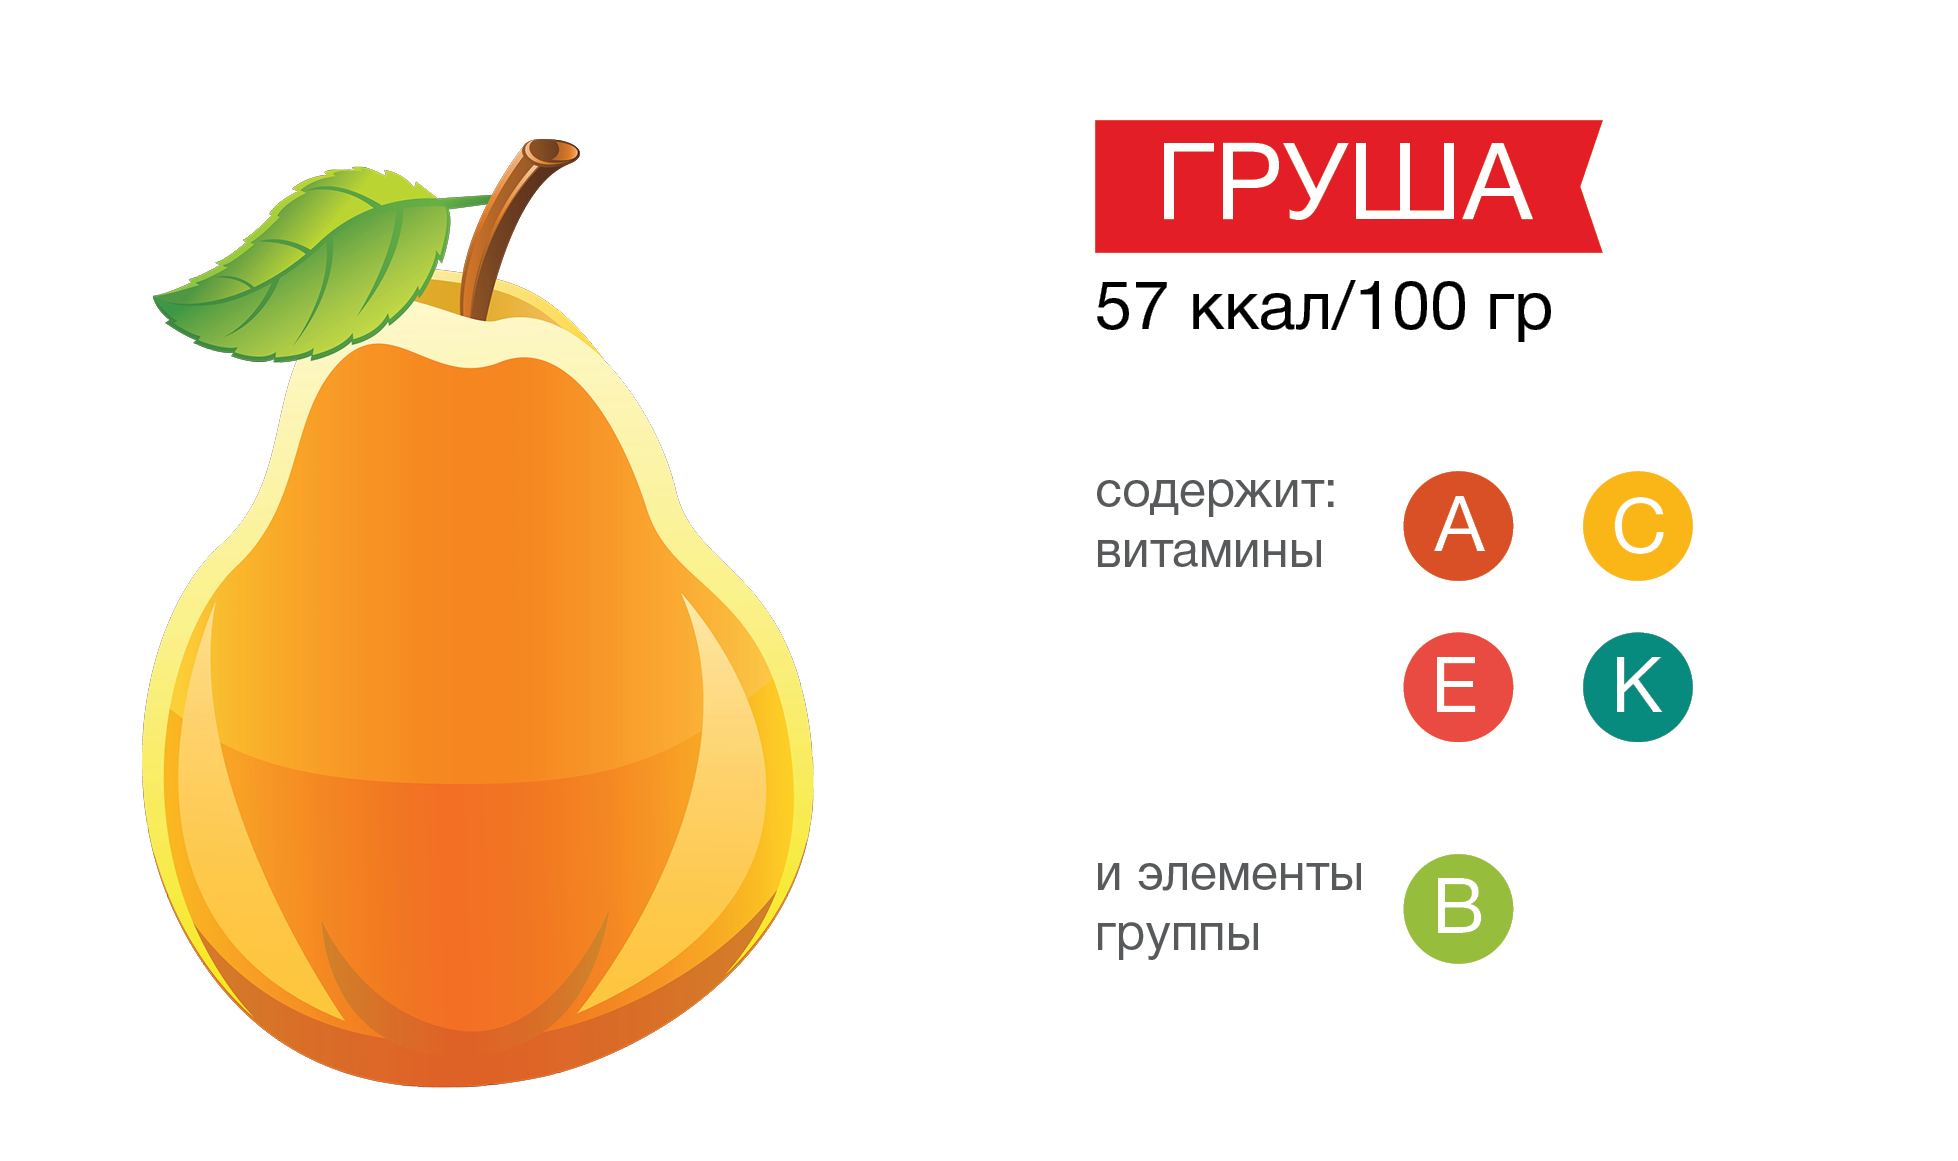 ГРУША
57 ккал/100 гр
содержит:
витамины
A C
E K
и элементы
группы
B